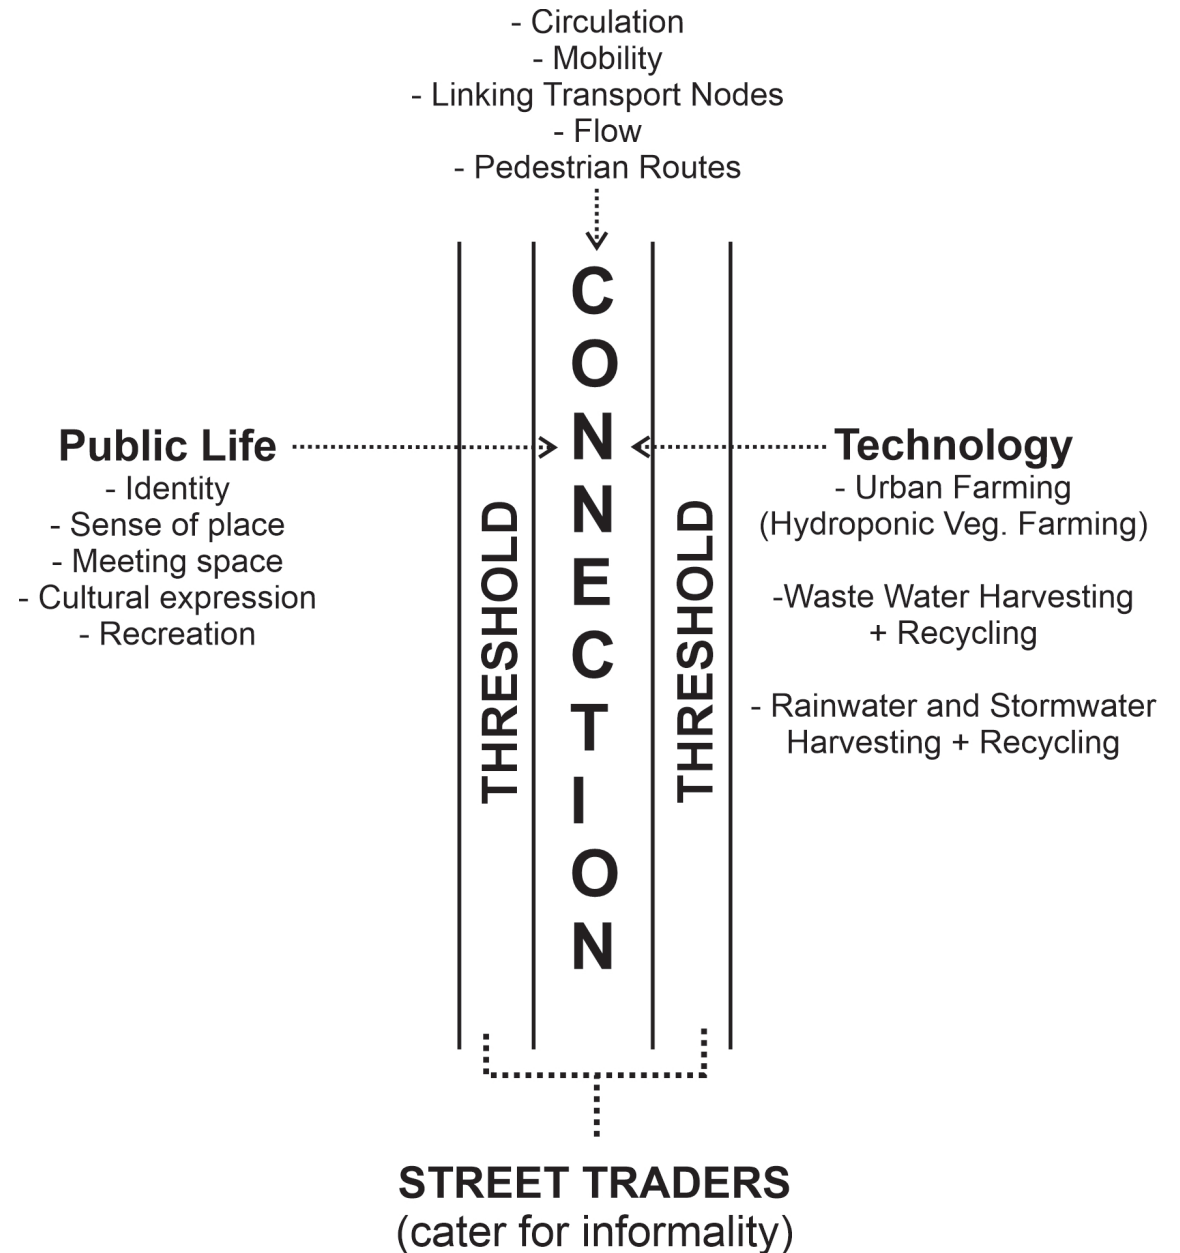 - Circulation
- Mobility
- Linking Transport Nodes
- Flow
- Pedestrian Routes
CONNECTION
Public Life
- Identity
- Sense of place
- Meeting space
- Cultural expression
- Recreation
THRESHOLD
THRESHOLD
Technology
- Urban Farming
(Hydroponic Veg. Farming)
-Waste Water Harvesting
+ Recycling
- Rainwater and Stormwater
Harvesting + Recycling
STREET TRADERS
(cater for informality)